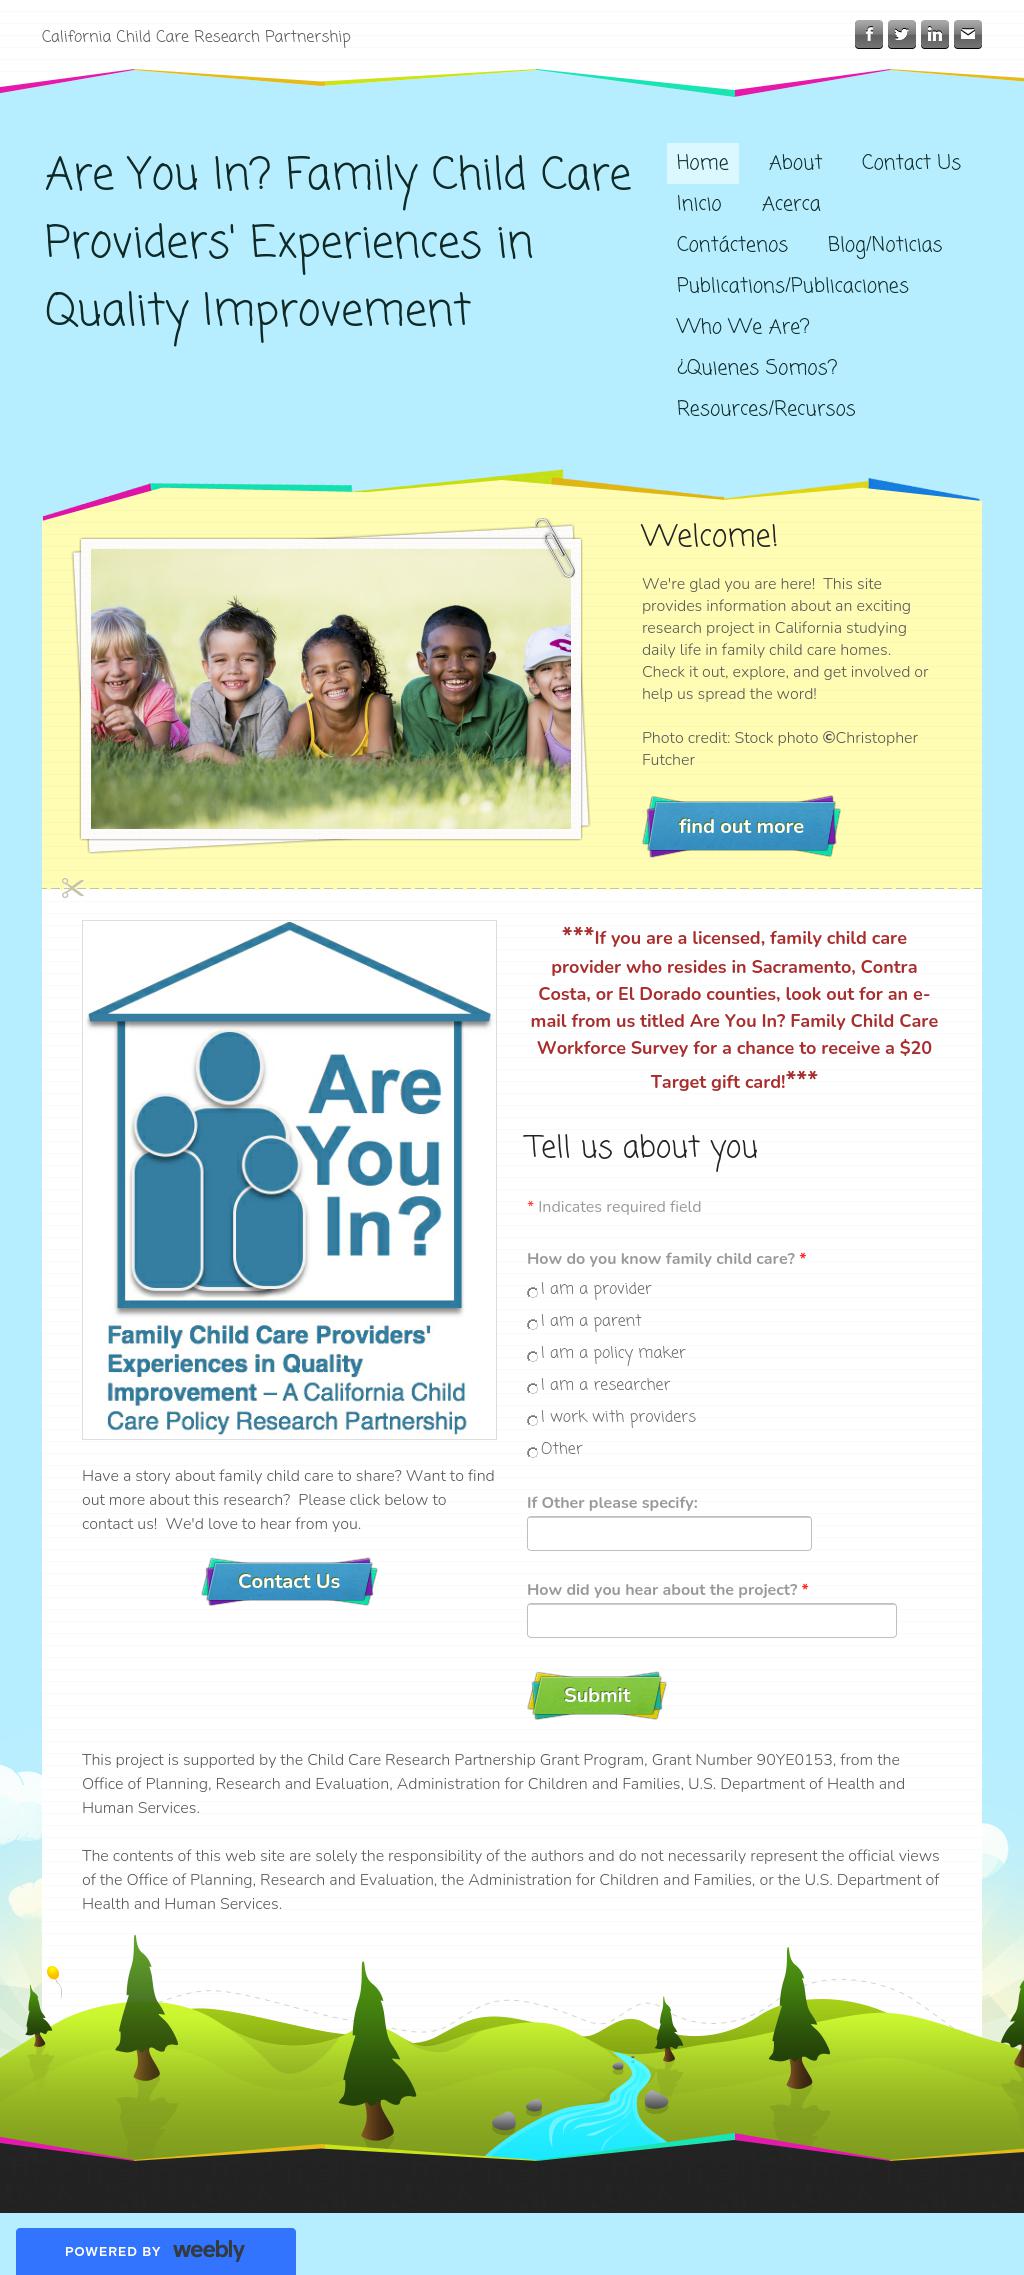 California Child Care Research Partnership
Are You In? Family Child Care
Providers' Experiences in
Quality Improvement
Home About Contact Us
Inicio Acerca
Contáctenos Blog/Noticias
Publications/Publicaciones
Who We Are?
¿Quienes Somos?
Resources/Recursos
Welcome!
We're glad you are here!  This site
provides information about an exciting
research project in California studying
daily life in family child care homes.
Check it out, explore, and get involved or
help us spread the word!
Photo credit: Stock photo ©Christopher
Futcher
find out more
Are
You
In?
Family Child Care Providers'
Experiences in Quality
Improvement – A California Child
Care Policy Research Partnership
Have a story about family child care to share? Want to find
out more about this research?  Please click below to
contact us!  We'd love to hear from you.
Contact Us
***If you are a licensed, family child care
provider who resides in Sacramento, Contra
Costa, or El Dorado counties, look out for an e-
mail from us titled Are You In? Family Child Care
Workforce Survey for a chance to receive a $20
Target gift card!***
Tell us about you
* Indicates required field
How do you know family child care? *
I am a provider
I am a parent
I am a policy maker
I am a researcher
I work with providers
Other
If Other please specify:
How did you hear about the project? *
Submit
This project is supported by the Child Care Research Partnership Grant Program, Grant Number 90YE0153, from the
Office of Planning, Research and Evaluation, Administration for Children and Families, U.S. Department of Health and
Human Services.
The contents of this web site are solely the responsibility of the authors and do not necessarily represent the official views
of the Office of Planning, Research and Evaluation, the Administration for Children and Families, or the U.S. Department of
Health and Human Services.
POWERED BY weebly